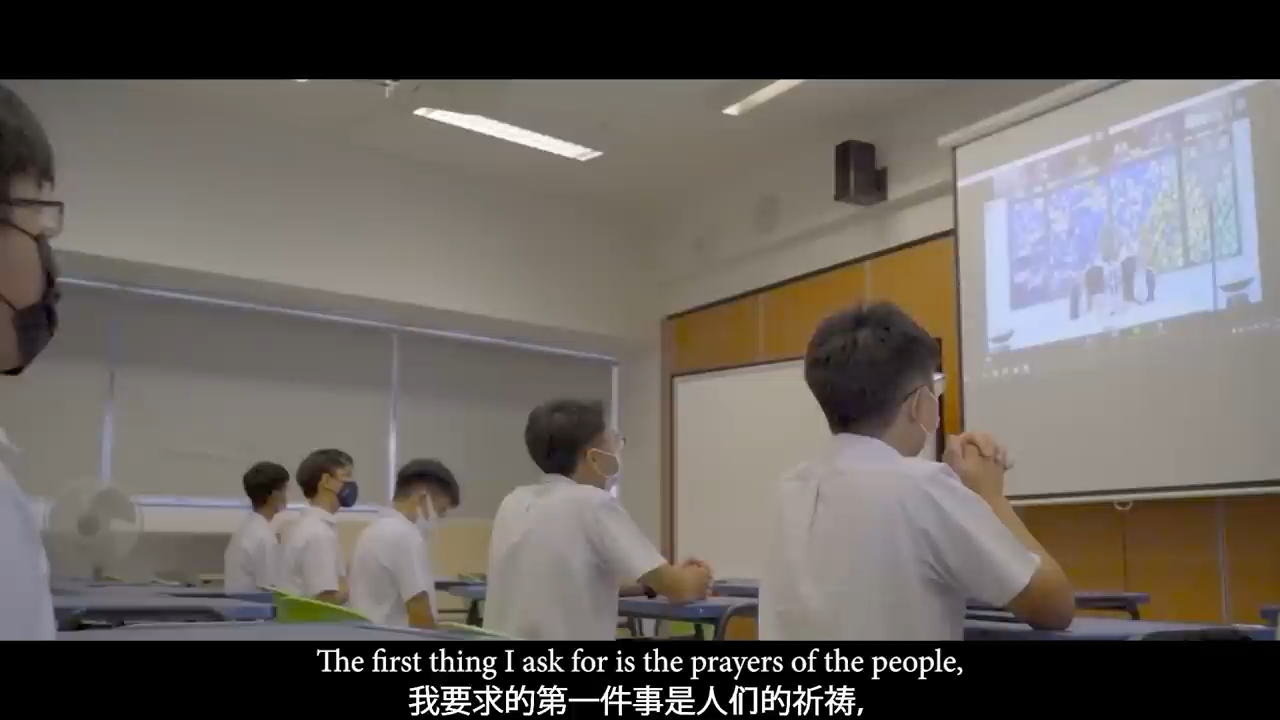 The first thing I ask for is the prayers of the people,
我要求的第一件事是人们的祈祷,